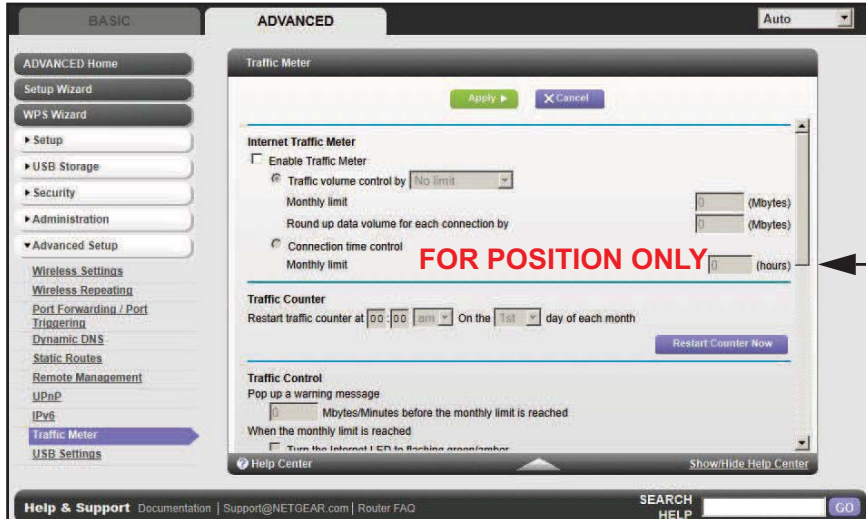 BASIC
ADVANCED
Auto
ADVANCED Home
Setup Wizard
WPS Wizard
Setup
USB Storage
Security
Administration
Advanced Setup
Wireless Settings
Wireless Repeating
Port Forwarding / Port
Triggering
Dynamic DNS
Static Routes
Remote Management
UPnP
IPv6
Traffic Meter
USB Settings
Traffic Meter
Apply
X Cancel
Internet Traffic Meter
Enable Traffic Meter
Traffic volume control by No limit
Monthly limit 0 (Mbytes)
Round up data volume for each connection by 0 (Mbytes)
Connection time control
Monthly limit FOR POSITION ONLY 0 (hours)
Traffic Counter
Restart traffic counter at 00:00 am On the 1st day of each month
Restart Counter Now
Traffic Control
Pop up a warning message
0 Mbytes/Minutes before the monthly limit is reached
When the monthly limit is reached
Turn the Internet LED to flashing green/amber
? Help Center
Show/Hide Help Center
Help & Support Documentation | Support@NETGEAR.com | Router FAQ
SEARCH
HELP
GO